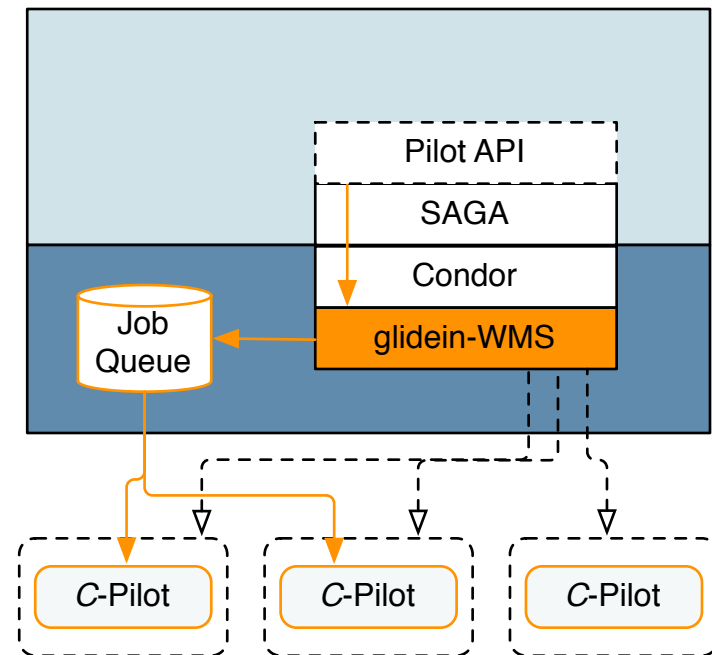 Pilot API
SAGA
Condor
glidein-WMS
Job
Queue
C-Pilot
C-Pilot
C-Pilot